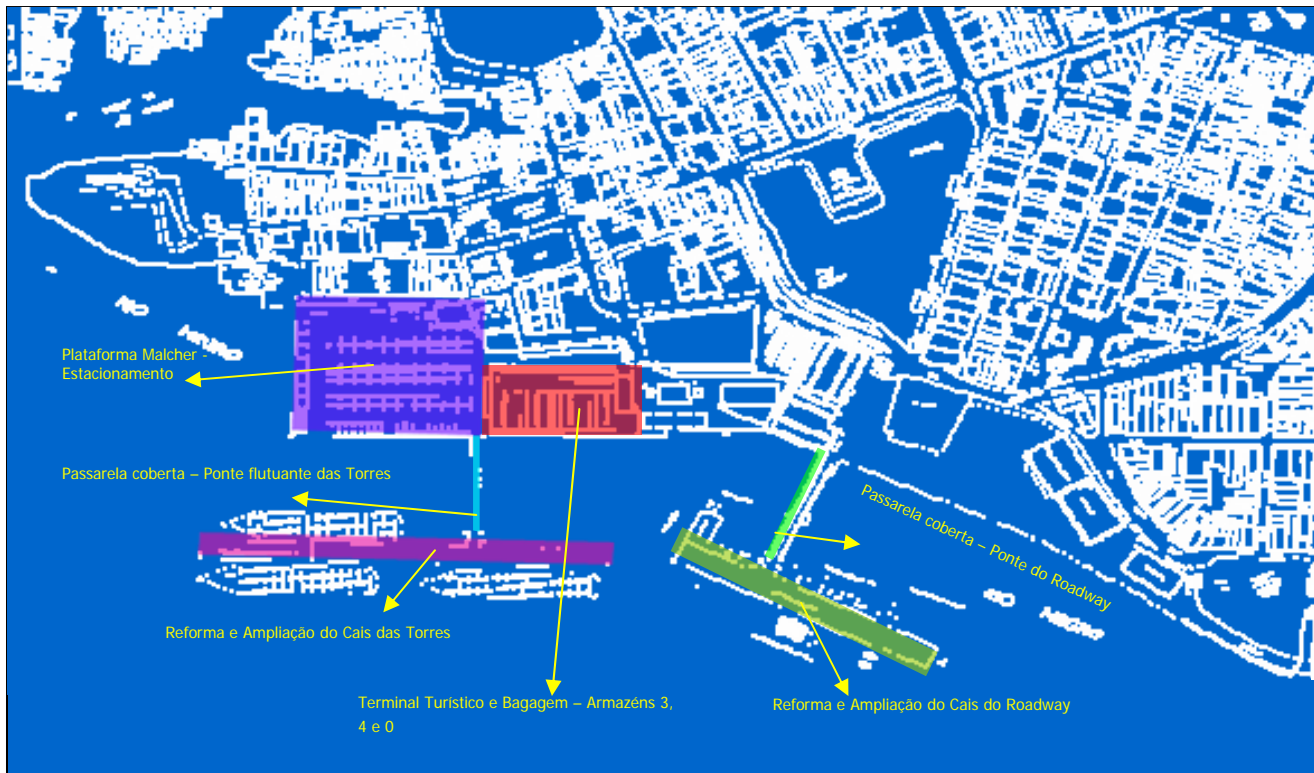 Plataforma Malcher -
Estacionamento
Passarela coberta – Ponte flutuante das Torres
Passarela coberta – Ponte do Roadway
Reforma e Ampliação do Cais das Torres
Terminal Turístico e Bagagem – Armazéns 3,
4 e 0
Reforma e Ampliação do Cais do Roadway